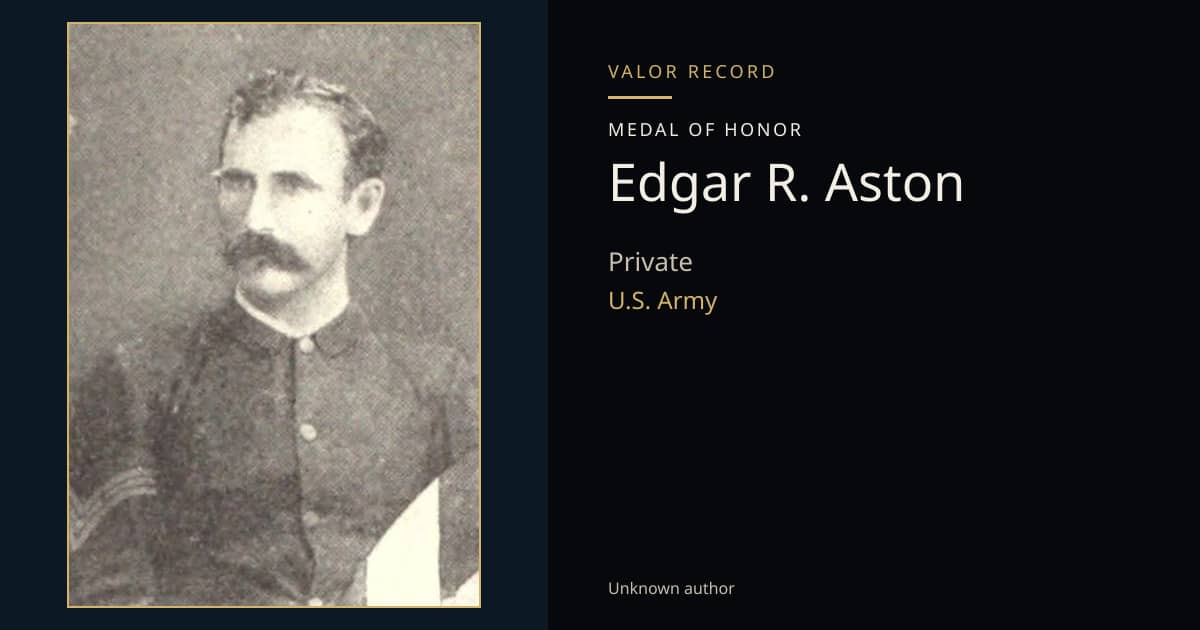 VALOR RECORD
MEDAL OF HONOR
Edgar R. Aston
Private
U.S. Army
Unknown author